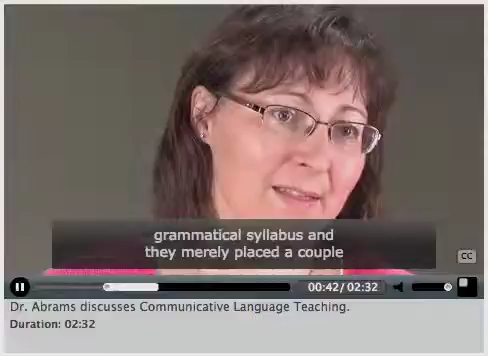 grammatical syllabus and
they merely placed a couple
CC
00:42/ 02:32
Dr. Abrams discusses Communicative Language Teaching.
Duration: 02:32